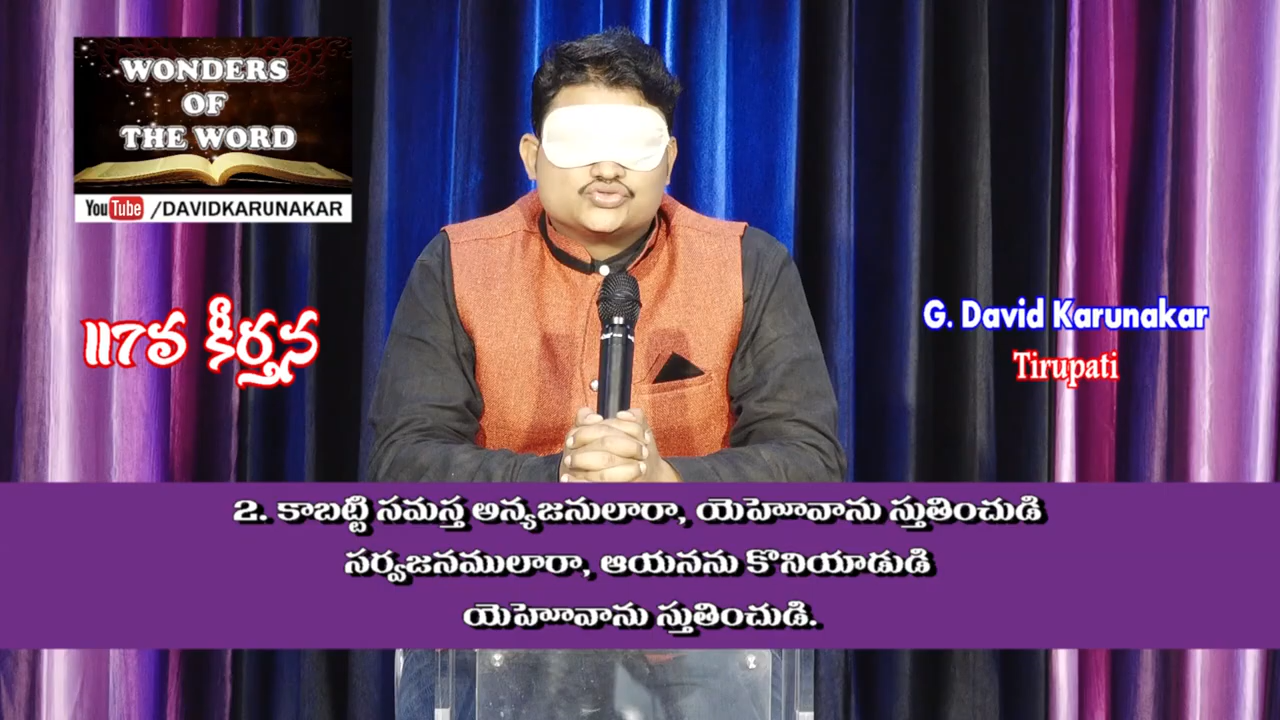 WONDERS
OF
THE WORD
YouTube /DAVIDKARUNAKAR
117వ కీర్తన
G. David Karunakar
Tirupati
2. కాబట్టి సమస్త అన్యజనులారా, యెహోవాను స్తుతించుడి
సర్వజనములారా, ఆయనను కొనియాడుడి
యెహోవాను స్తుతించుడి.